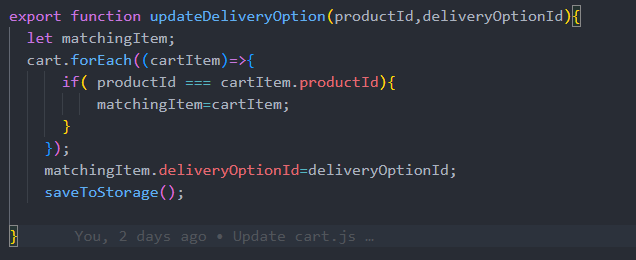 export function updateDeliveryOption(productId,deliveryOptionId){
let matchingItem;
cart.forEach((cartItem)=>{
if( productId === cartItem.productId){
matchingItem=cartItem;
}
});
matchingItem.deliveryOptionId=deliveryOptionId;
saveToStorage();
} You, 2 days ago • Update cart.js …